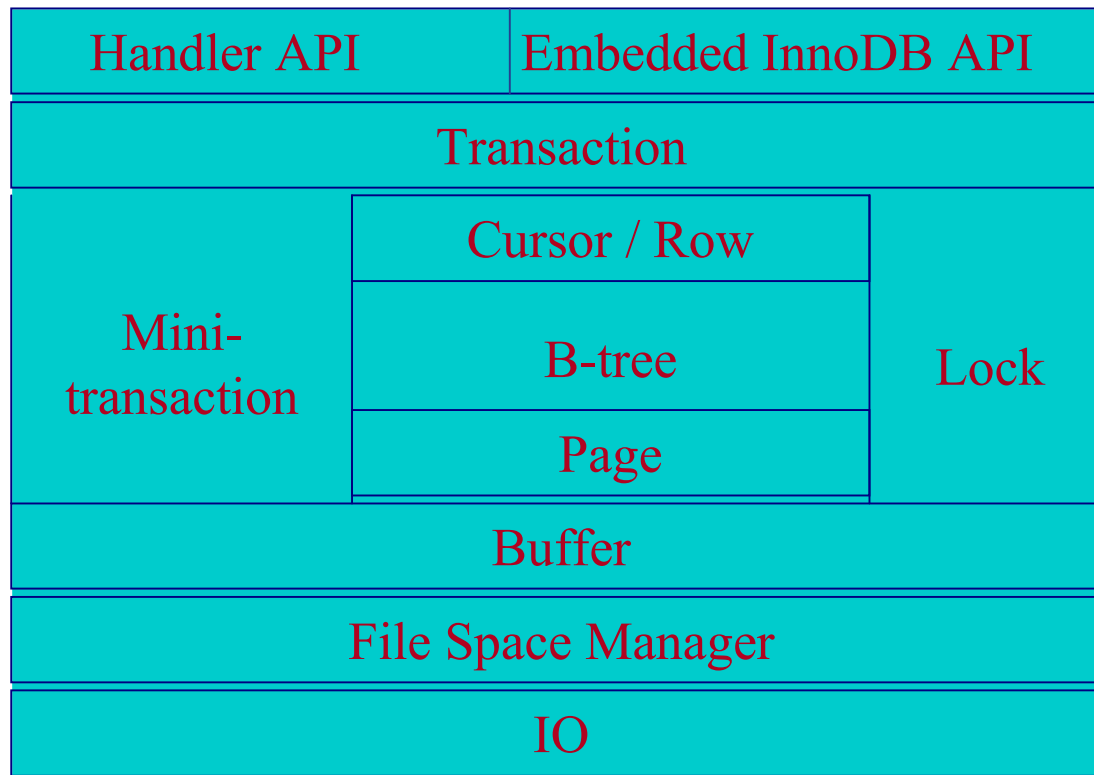 Handler API
Embedded InnoDB API
Transaction
Cursor / Row
Mini-
transaction
B-tree
Lock
Page
Buffer
File Space Manager
IO